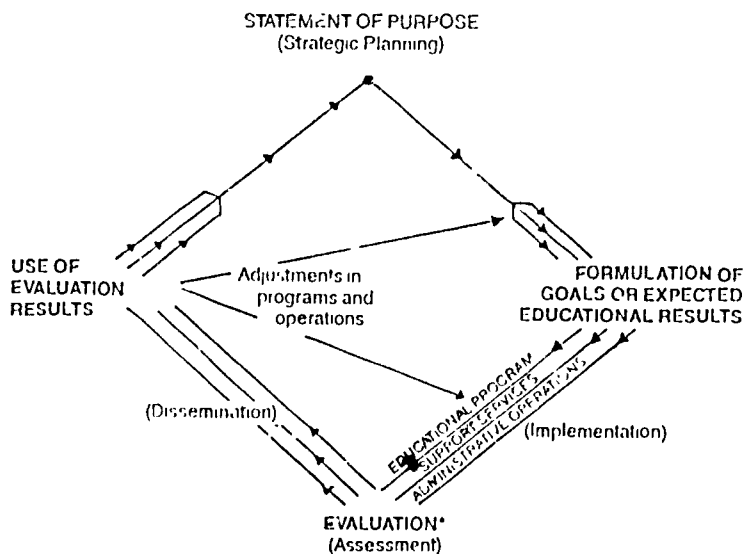 STATEMENT OF PURPOSE
(Strategic Planning)
USE OF
EVALUATION
RESULTS
Adjustments in
programs and
operations
FORMULATION OF
GOALS OR EXPECTED
EDUCATIONAL RESULTS
(Dissemination)
EDUCATIONAL PROGRAM
SUPPORT SERVICES
ADMINISTRATIVE OPERATIONS
(Implementation)
EVALUATION*
(Assessment)